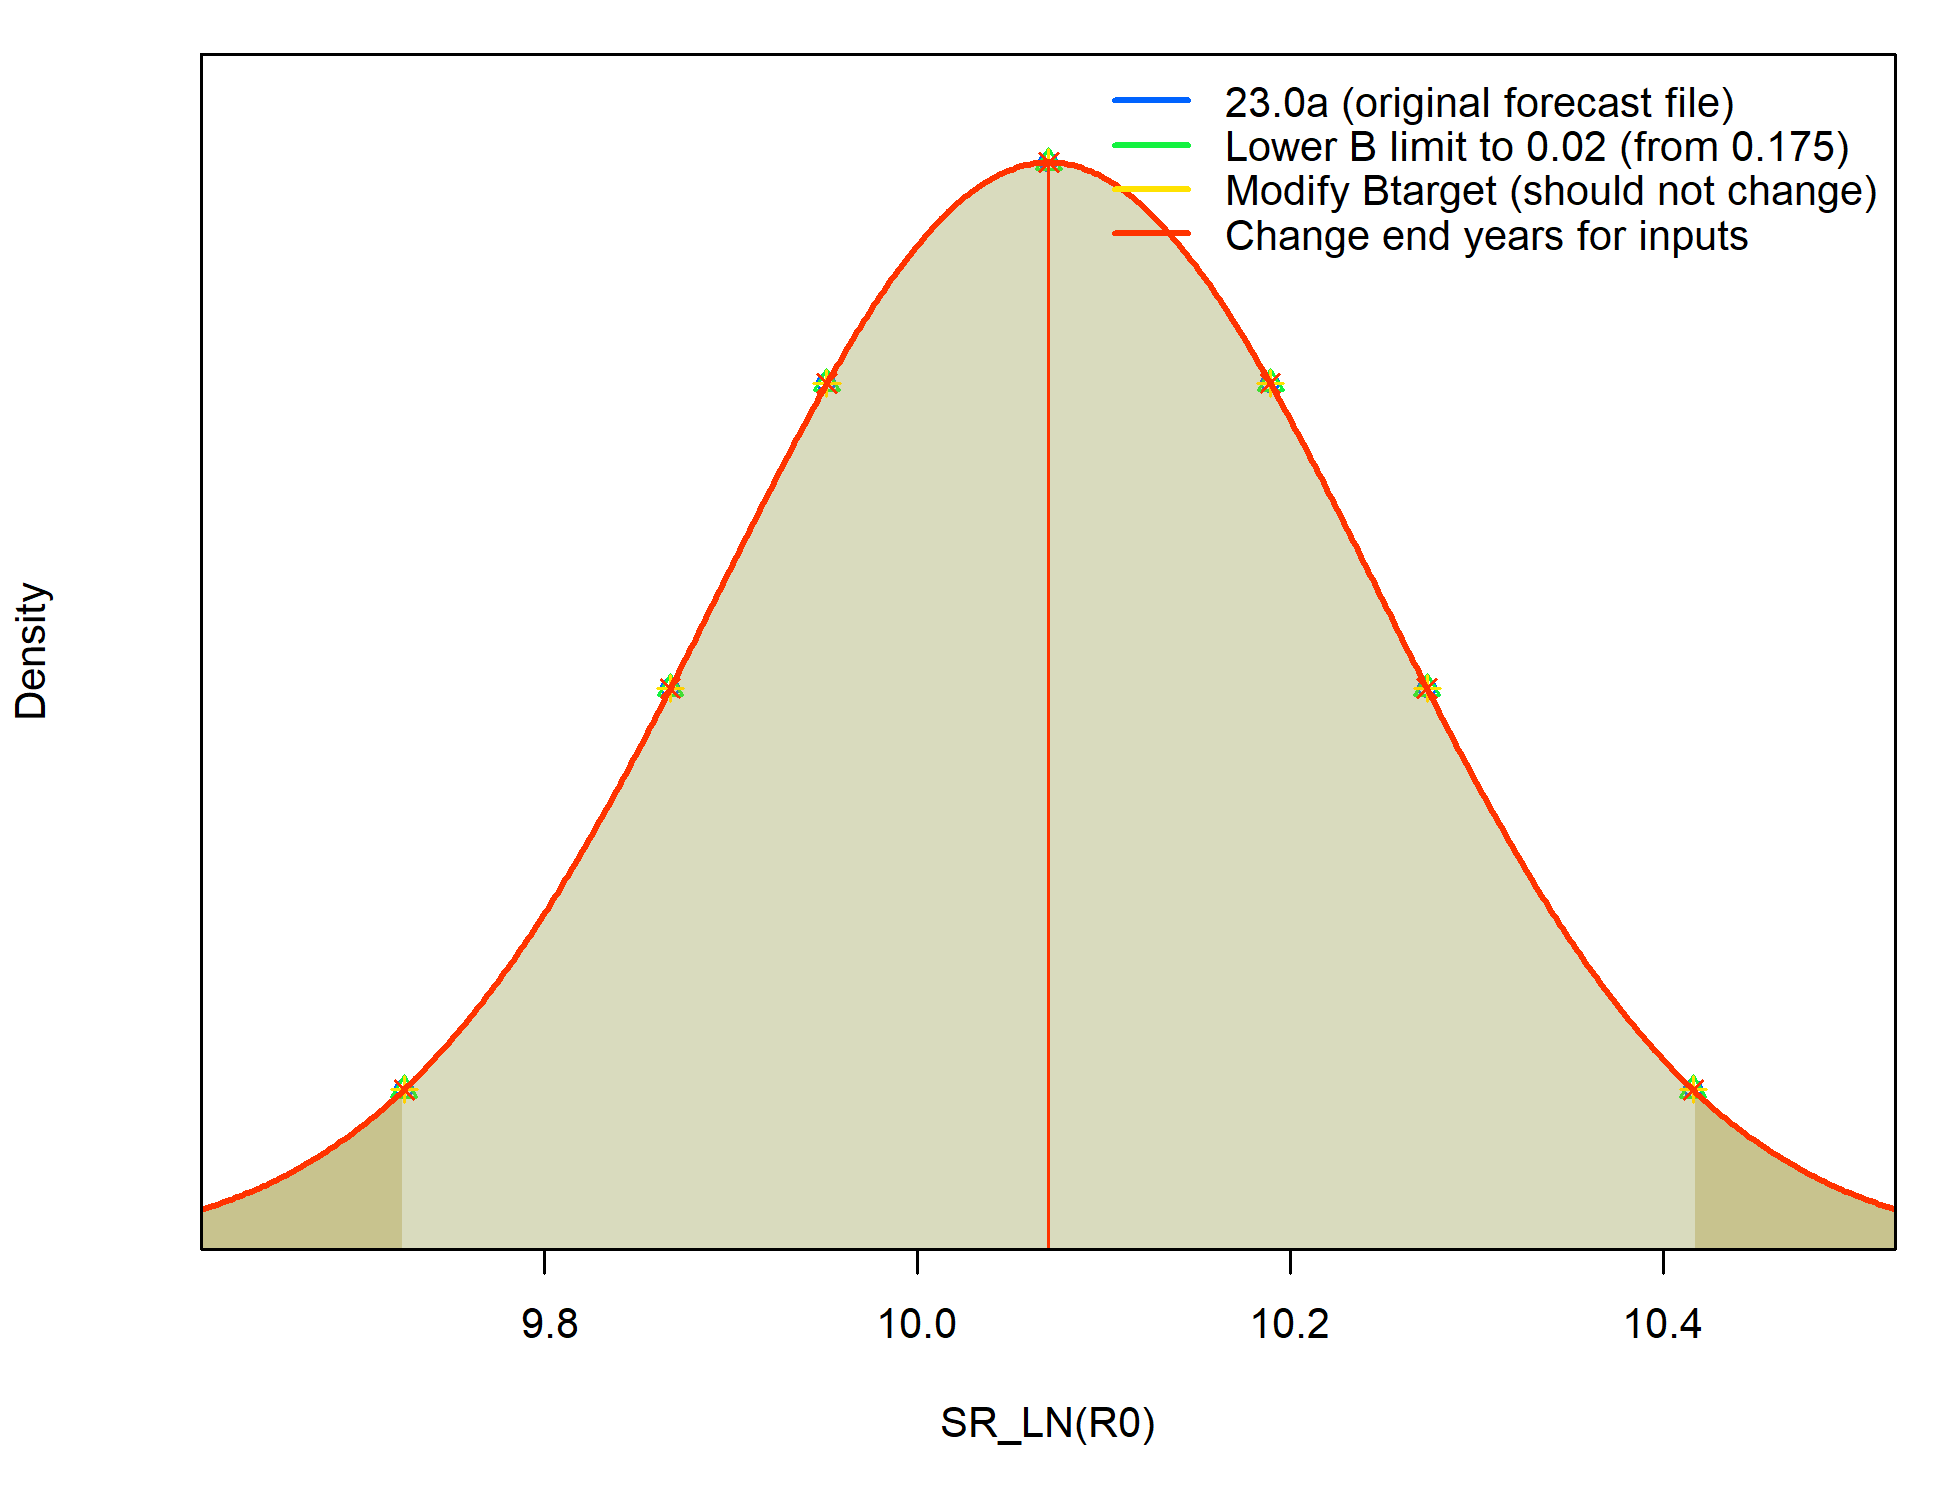 23.0a (original forecast file)
Lower B limit to 0.02 (from 0.175)
Modify Btarget (should not change)
Change end years for inputs
Density
9.8 10.0 10.2 10.4
SR_LN(R0)